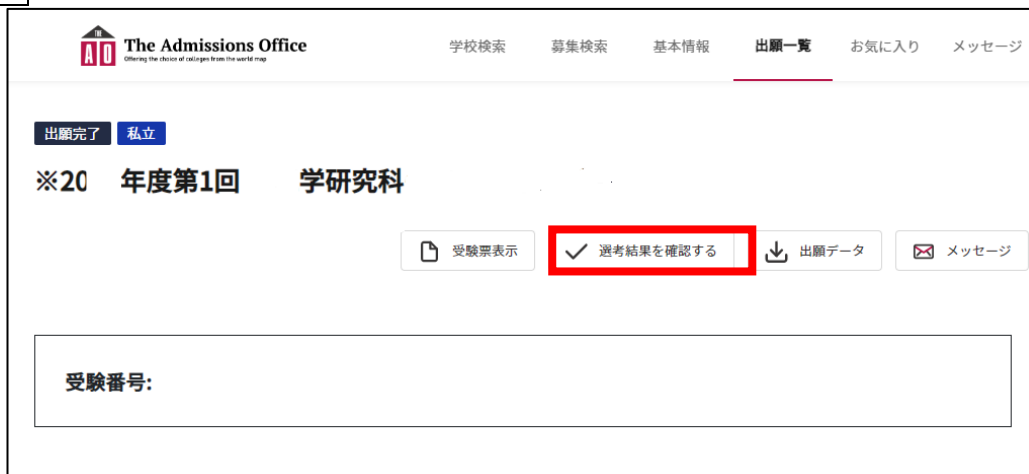 THE
AO The Admissions Office
Offering the choice of colleges from the world map
学校検索 募集検索 基本情報 出願一覧 お気に入り メッセージ
出願完了 私立
※20 年度第1回 学研究科
受験票表示 選考結果を確認する 出願データ メッセージ
受験番号: